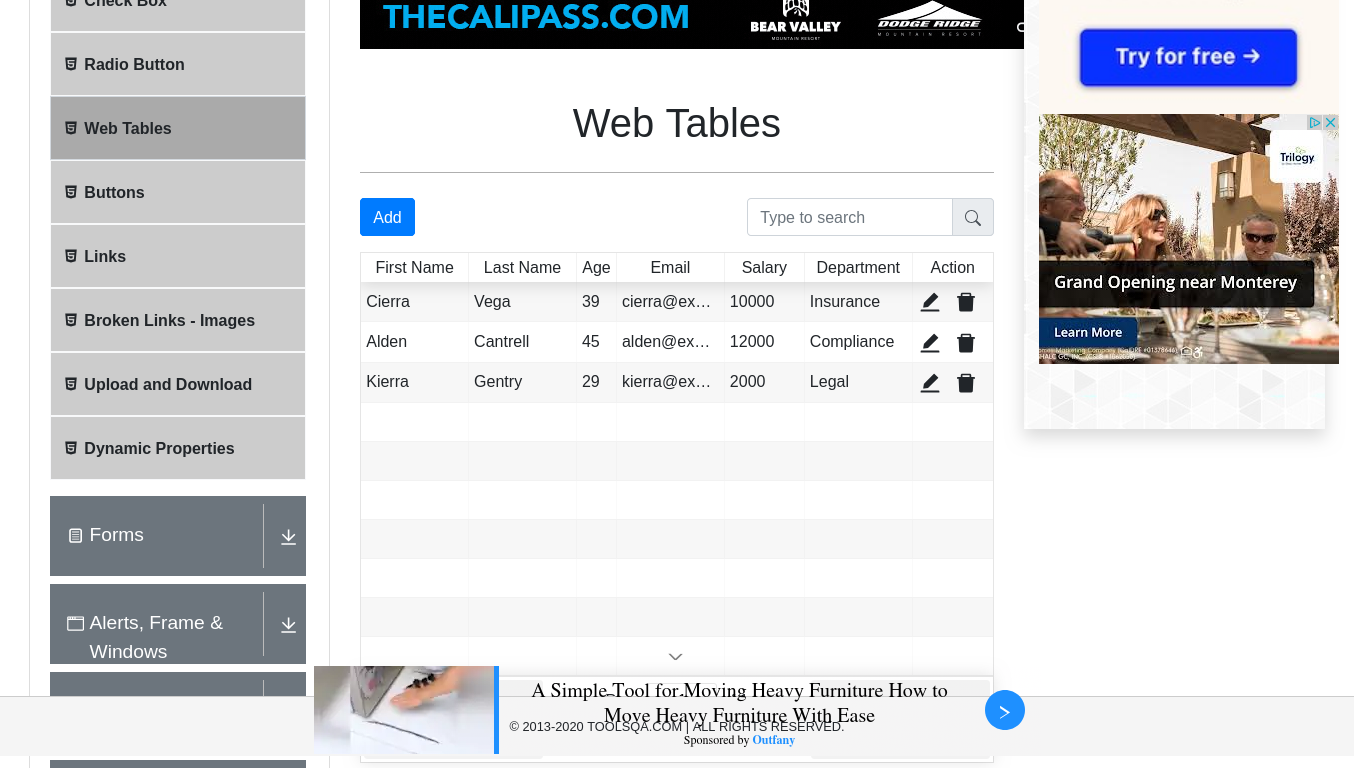 Check Box
Radio Button
Web Tables
Buttons
Links
Broken Links - Images
Upload and Download
Dynamic Properties
Forms
Alerts, Frame &
Windows
THECALIPASS.COM
BEAR VALLEY
MOUNTAIN RESORT
DODGE RIDGE
MOUNTAIN RESORT
Web Tables
Add
Type to search
First Name Last Name Age Email Salary Department Action
Cierra Vega 39 cierra@ex… 10000 Insurance
Alden Cantrell 45 alden@ex… 12000 Compliance
Kierra Gentry 29 kierra@ex… 2000 Legal
Try for free →
Trilogy
Grand Opening near Monterey
Learn More
A Simple Tool for Moving Heavy Furniture How to
Move Heavy Furniture With Ease
Sponsored by Outfany
© 2013-2020 TOOLSQA.COM | ALL RIGHTS RESERVED.